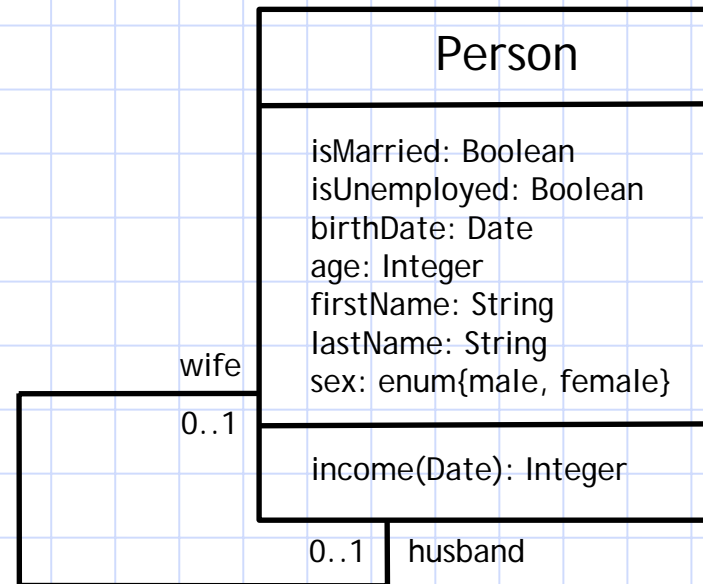 Person
isMarried: Boolean
isUnemployed: Boolean
birthDate: Date
age: Integer
firstName: String
lastName: String
sex: enum{male, female}
wife
0..1
income(Date): Integer
0..1 husband